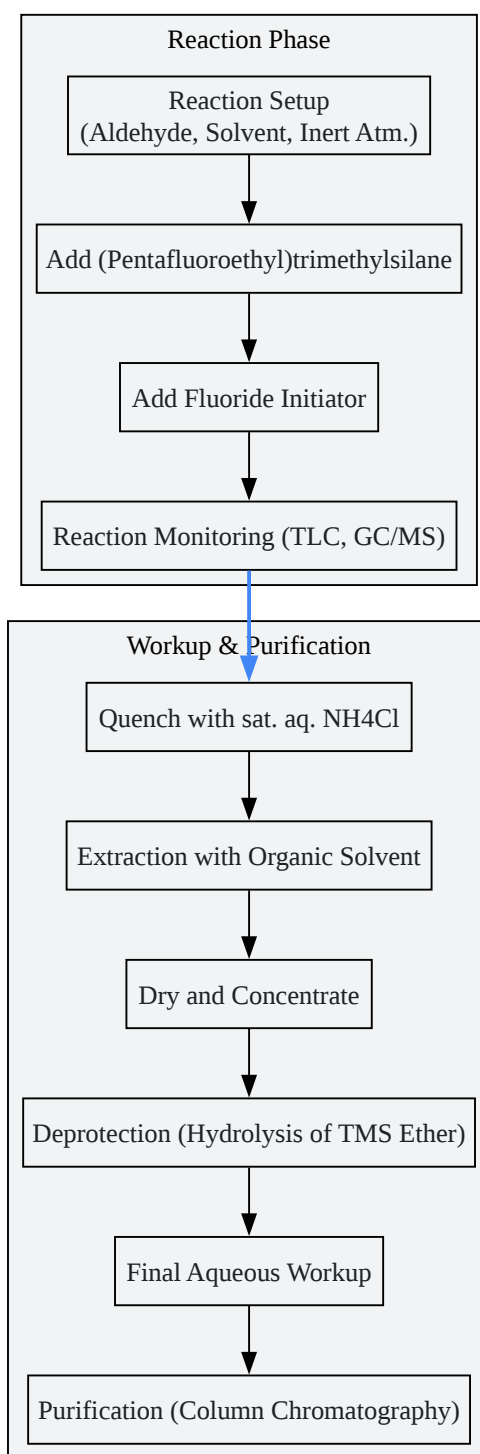 Reaction Phase
Reaction Setup
(Aldehyde, Solvent, Inert Atm.)
Add (Pentafluoroethyl)trimethylsilane
Add Fluoride Initiator
Reaction Monitoring (TLC, GC/MS)
Workup & Purification
Quench with sat. aq. NH4Cl
Extraction with Organic Solvent
Dry and Concentrate
Deprotection (Hydrolysis of TMS Ether)
Final Aqueous Workup
Purification (Column Chromatography)